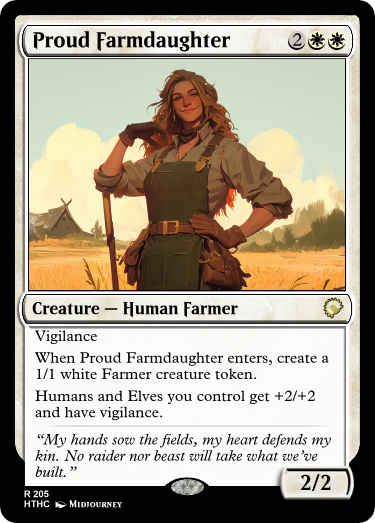 Proud Farmdaughter 2
Creature — Human Farmer
Vigilance
When Proud Farmdaughter enters, create a
1/1 white Farmer creature token.
Humans and Elves you control get +2/+2
and have vigilance.
“My hands sow the fields, my heart defends my
kin. No raider nor beast will take what we’ve
built.”
2/2
R 205
HTHC Midjourney